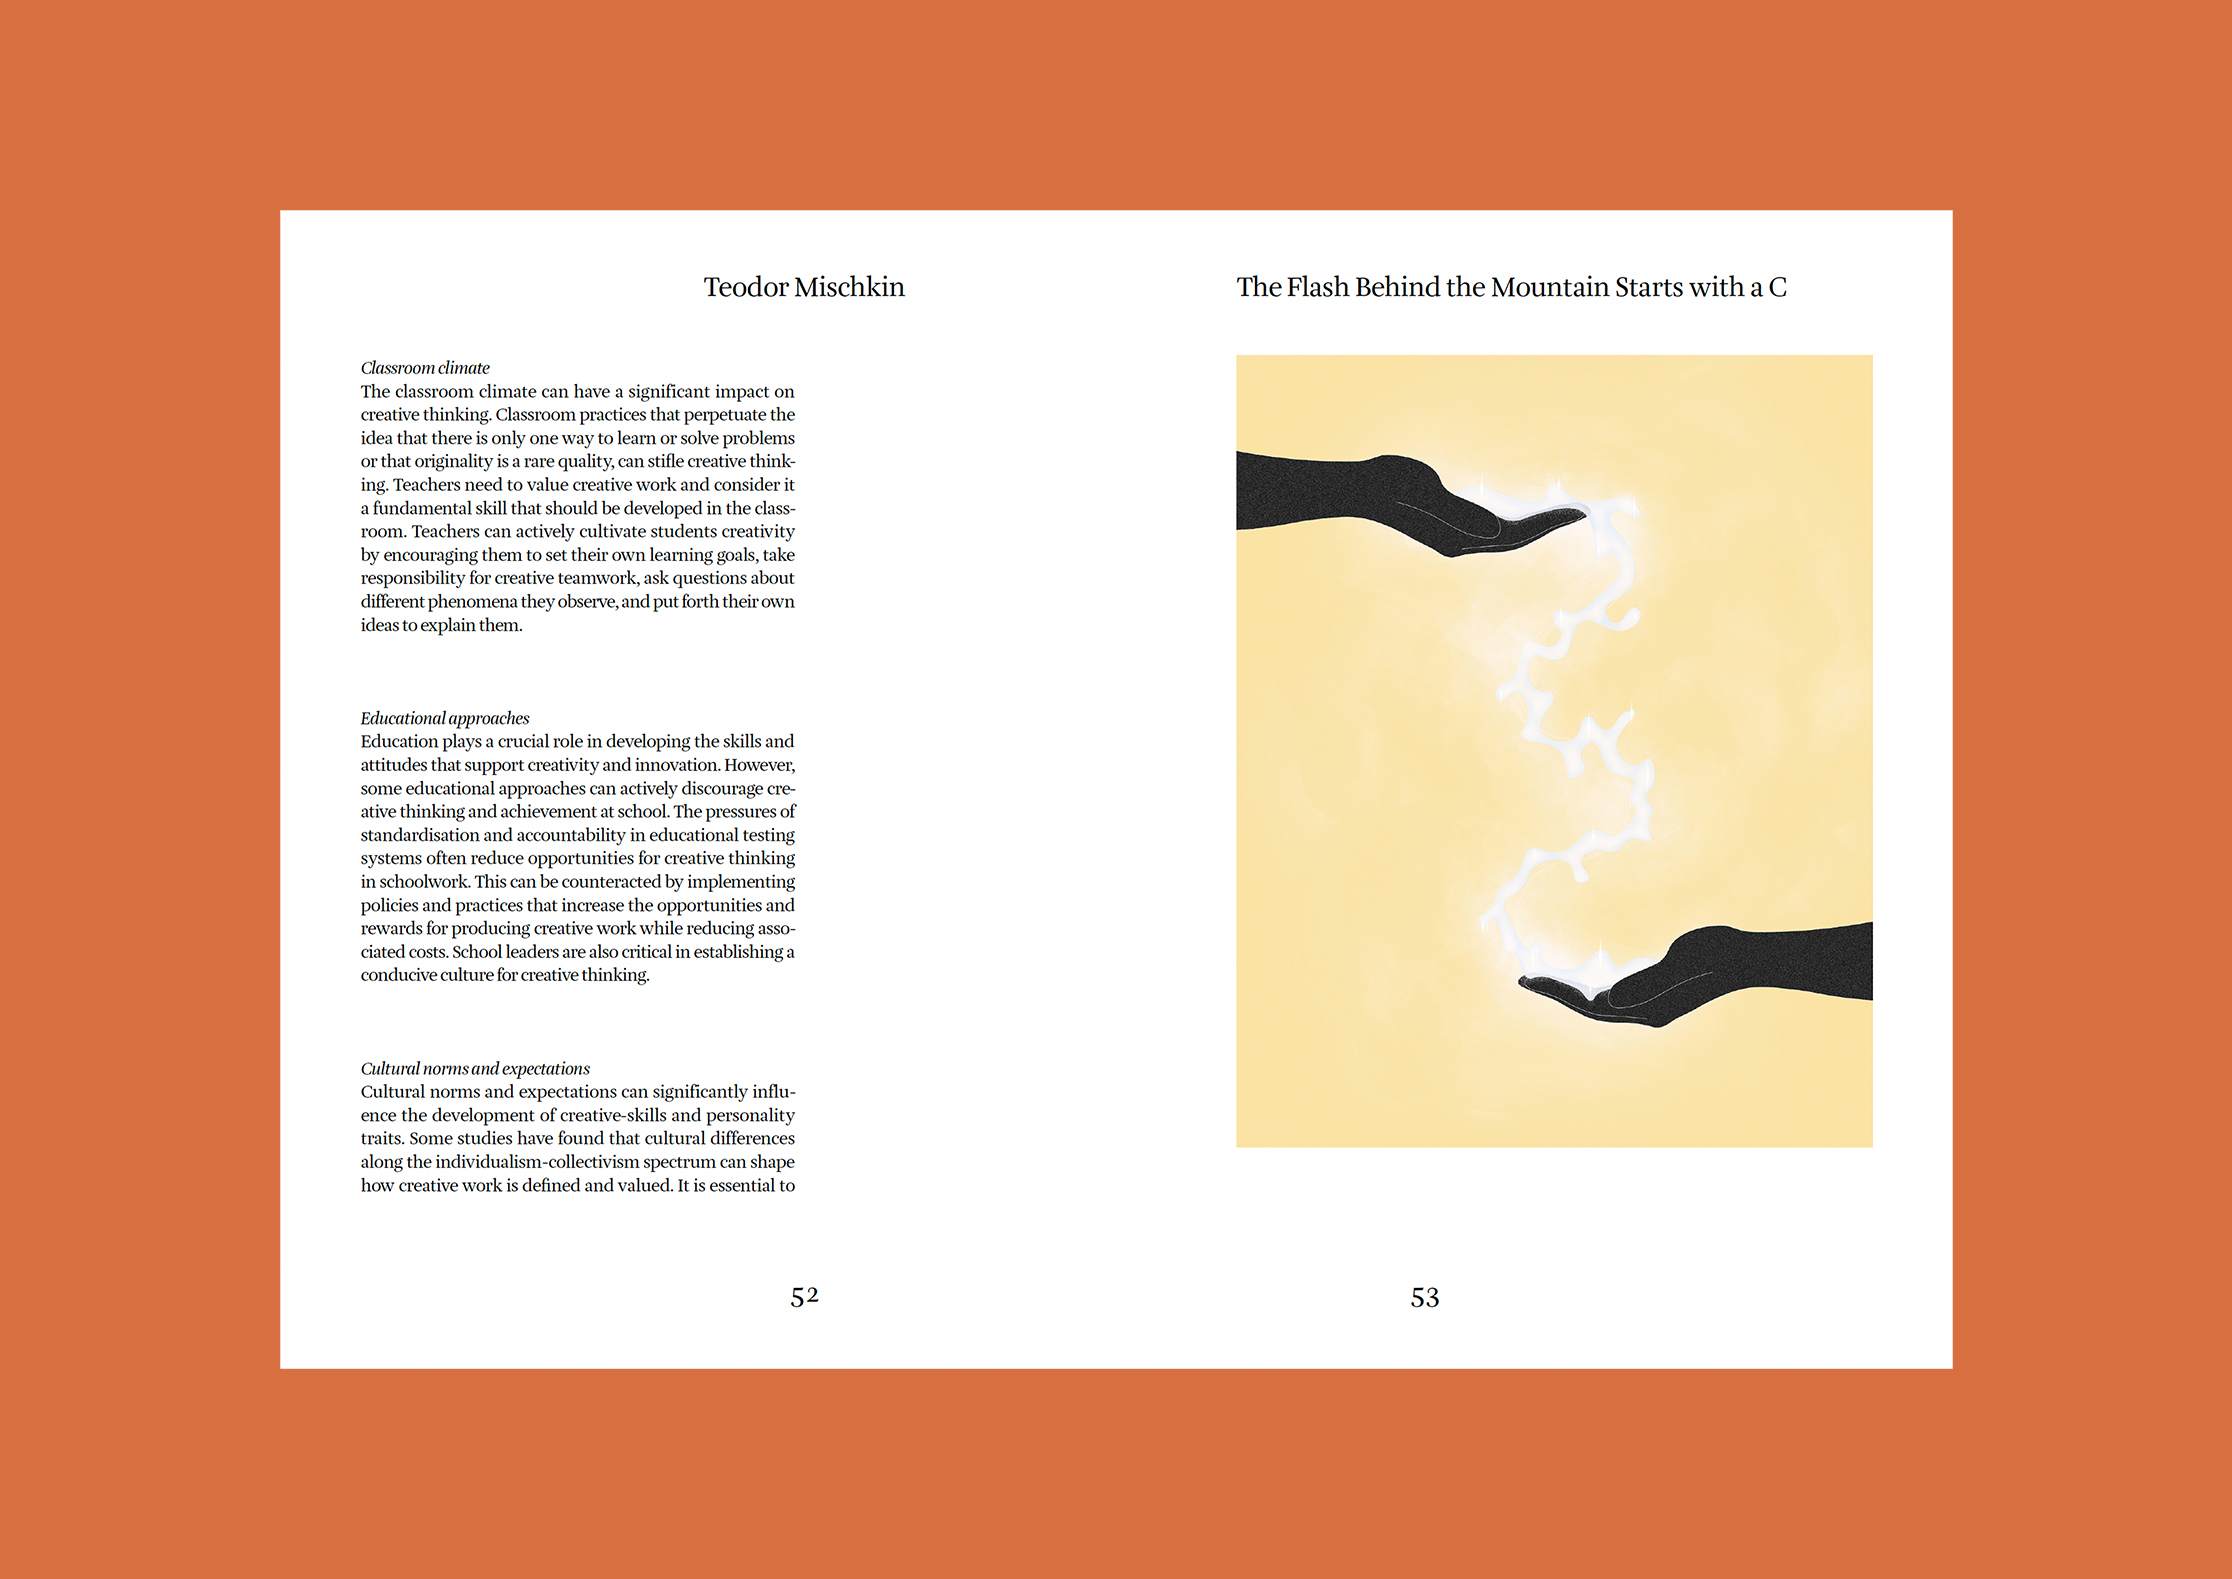 Teodor Mischkin
Classroom climate
The classroom climate can have a significant impact on
creative thinking. Classroom practices that perpetuate the
idea that there is only one way to learn or solve problems
or that originality is a rare quality, can stifle creative think-
ing. Teachers need to value creative work and consider it
a fundamental skill that should be developed in the class-
room. Teachers can actively cultivate students creativity
by encouraging them to set their own learning goals, take
responsibility for creative teamwork, ask questions about
different phenomena they observe, and put forth their own
ideas to explain them.
Educational approaches
Education plays a crucial role in developing the skills and
attitudes that support creativity and innovation. However,
some educational approaches can actively discourage cre-
ative thinking and achievement at school. The pressures of
standardisation and accountability in educational testing
systems often reduce opportunities for creative thinking
in schoolwork. This can be counteracted by implementing
policies and practices that increase the opportunities and
rewards for producing creative work while reducing asso-
ciated costs. School leaders are also critical in establishing a
conducive culture for creative thinking.
Cultural norms and expectations
Cultural norms and expectations can significantly influ-
ence the development of creative-skills and personality
traits. Some studies have found that cultural differences
along the individualism-collectivism spectrum can shape
how creative work is defined and valued. It is essential to
52
The Flash Behind the Mountain Starts with a C
53